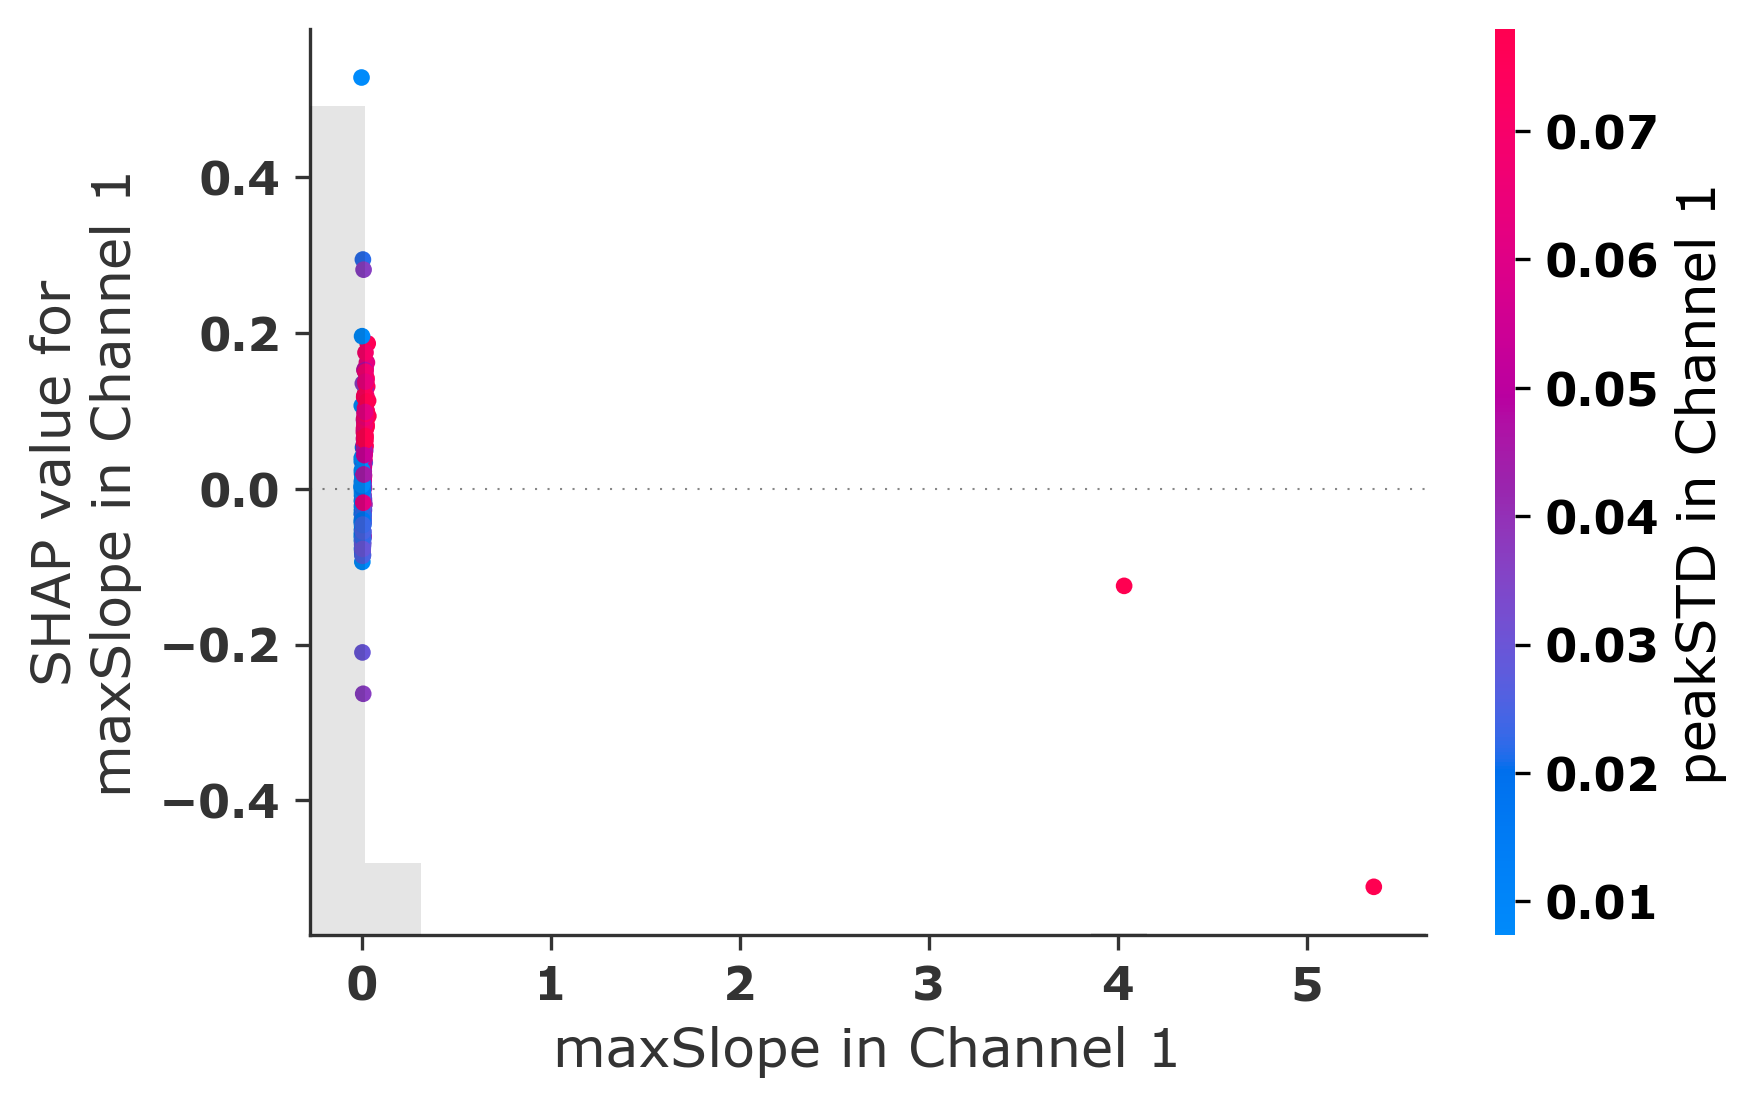 SHAP value for
maxSlope in Channel 1
0.4
0.2
0.0
−0.2
−0.4
0 1 2 3 4 5
maxSlope in Channel 1
0.07
0.06
0.05
0.04
0.03
0.02
0.01
peakSTD in Channel 1